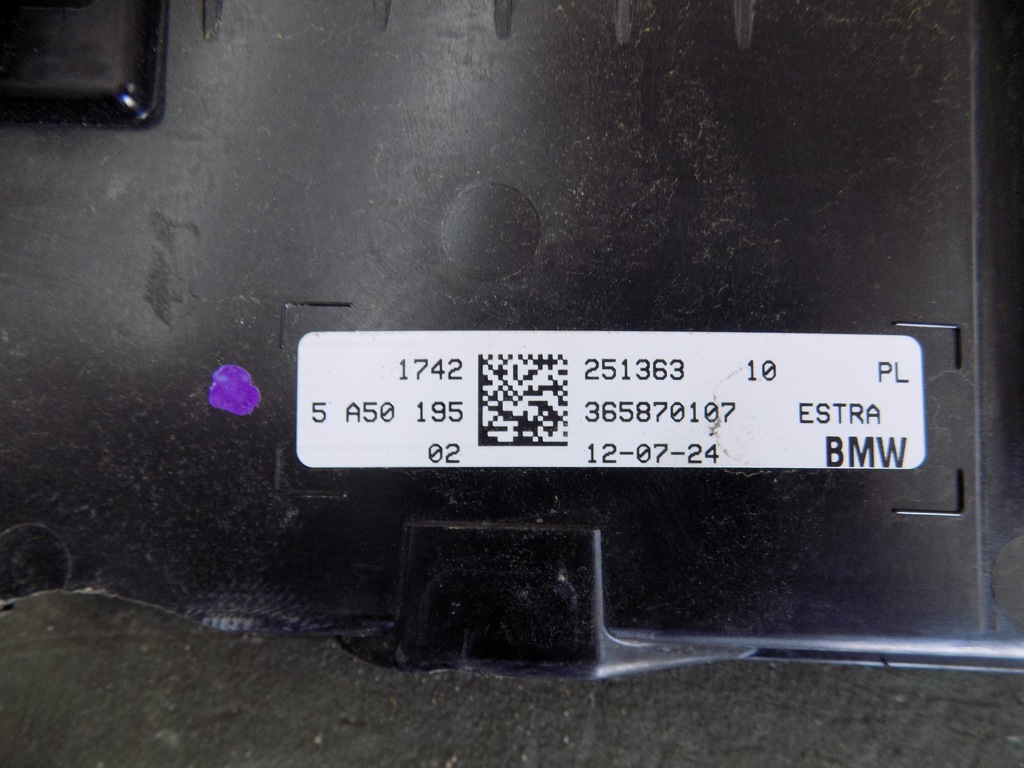 1742 251363 10 PL
5 A50 195 365870107 ESTRA
02 12-07-24 BMW